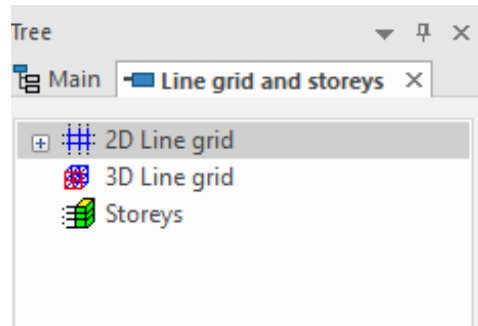 Tree
Main Line grid and storeys
2D Line grid
3D Line grid
Storeys